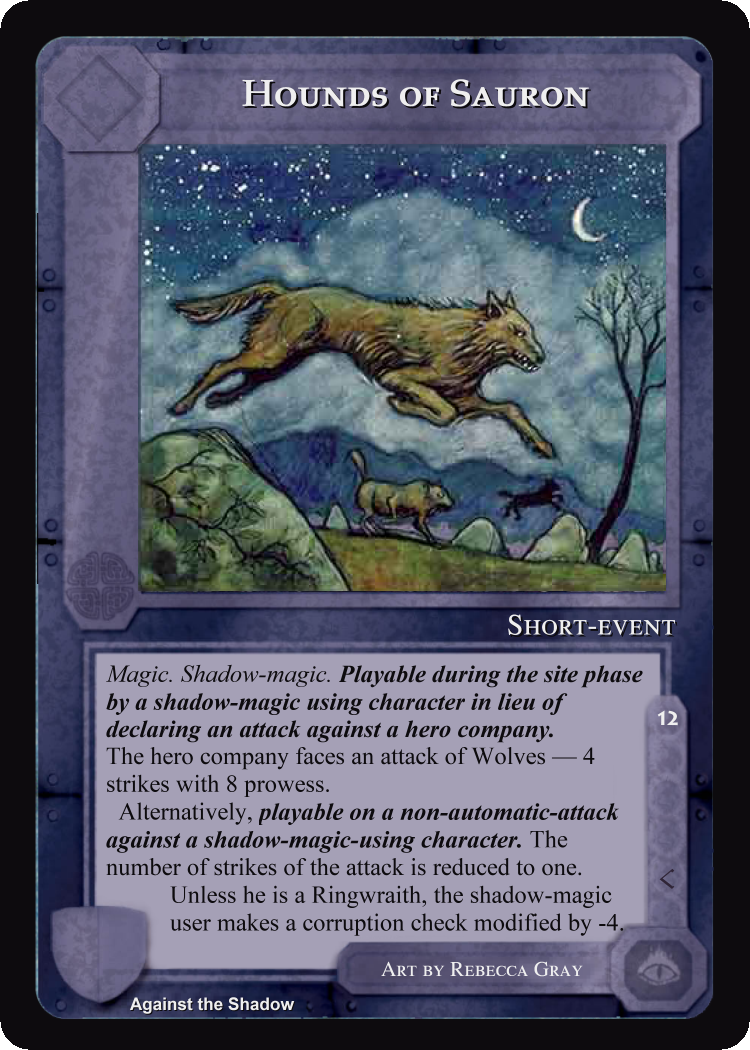 Hounds of Sauron
Short-event
Magic. Shadow-magic. Playable during the site phase
by a shadow-magic using character in lieu of
declaring an attack against a hero company.
The hero company faces an attack of Wolves — 4
strikes with 8 prowess.
Alternatively, playable on a non-automatic-attack
against a shadow-magic-using character. The
number of strikes of the attack is reduced to one.
Unless he is a Ringwraith, the shadow-magic
user makes a corruption check modified by -4.
12
<
Art by Rebecca Gray
Against the Shadow